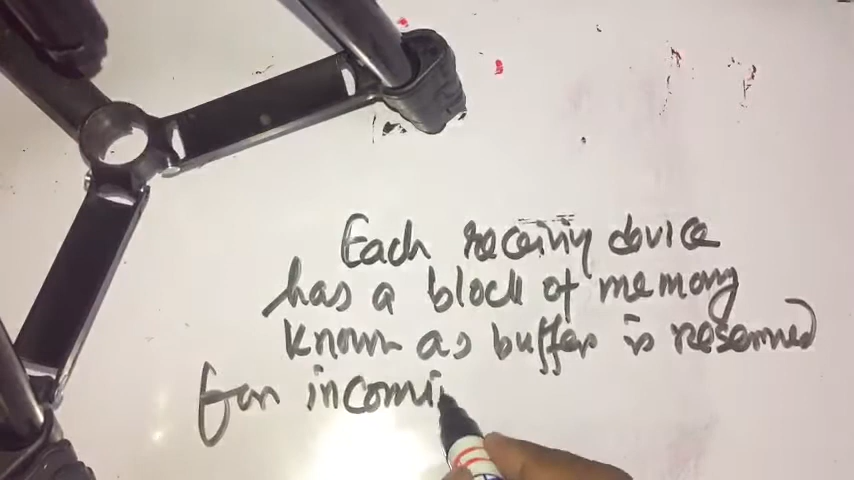 Each receiving device
has a block of memory
known as buffer is reserved
for incomi